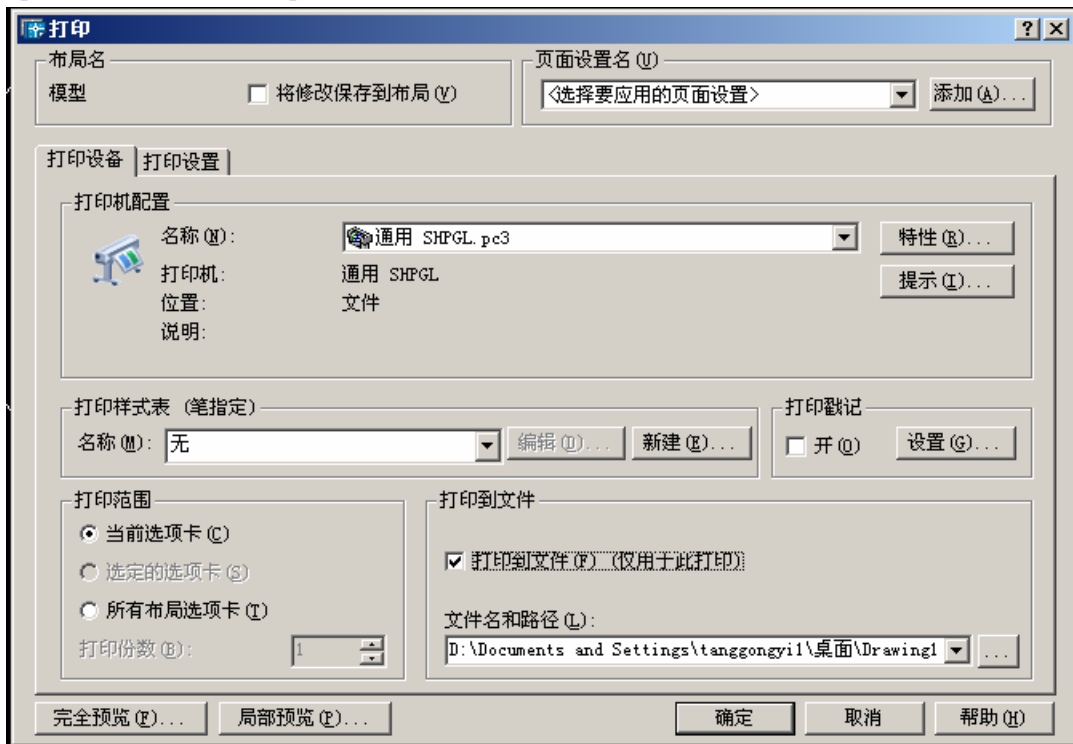 打印
布局名
模型
将修改保存到布局(V)
页面设置名(U)
<选择要应用的页面设置>
添加(A)...
打印设备
打印设置
打印机配置
名称(N):
通用 SHPGL.pc3
特性(R)...
打印机:
通用 SHPGL
提示(I)...
位置:
文件
说明:
打印样式表 (笔指定)
名称(M):
无
编辑(D)...
新建(E)...
打印戳记
开(O)
设置(G)...
打印范围
当前选项卡(C)
选定的选项卡(S)
所有布局选项卡(T)
打印份数(B):
1
打印到文件
打印到文件(F) (仅用于此打印)
文件名和路径(L):
D:\Documents and Settings\tanggongyi1\桌面\Drawing1
...
完全预览(F)...
局部预览(P)...
确定
取消
帮助(H)